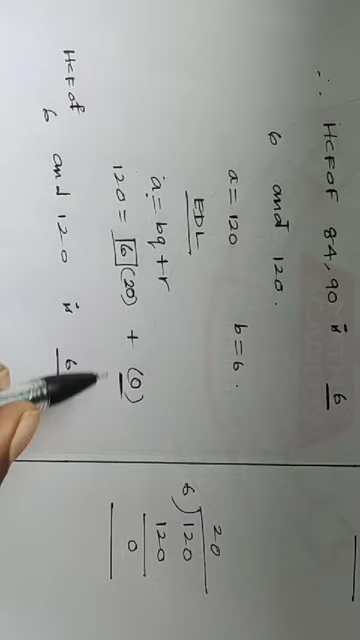 ∴ HCF OF 84, 90 is 6
6 and 120.
a = 120 b = 6.
EDL
a = bq + r
120 = 6 (20) + (0)
HCF of
6 and 120 is 6
20
6 ) 120
120
0